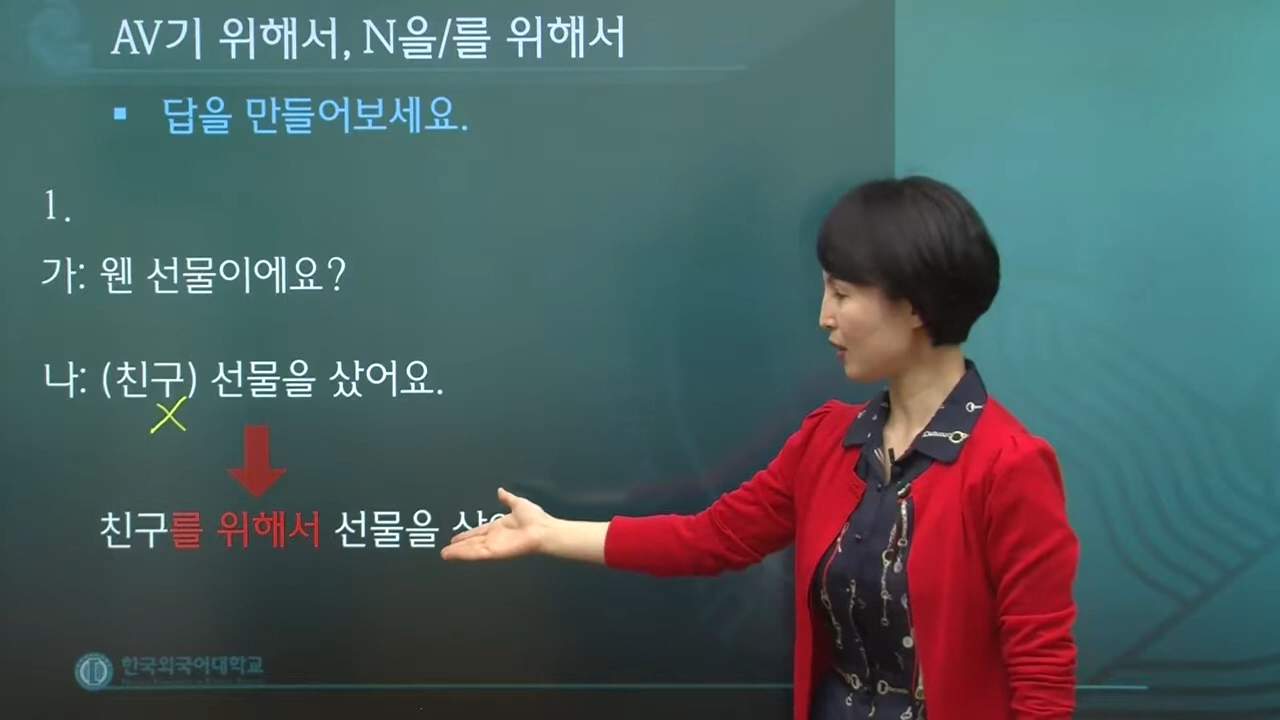 AV기 위해서, N을/를 위해서
▪ 답을 만들어보세요.
1.
가: 웬 선물이에요?
나: (친구) 선물을 샀어요.
친구를 위해서 선물을
한국외국어대학교